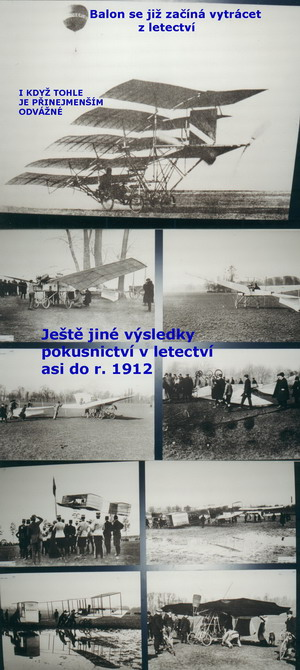 Balon se již začíná vytrácet
z letectví
I KDYŽ TOHLE
JE PŘINEJMENŠÍM
ODVÁŽNÉ
Ještě jiné výsledky
pokusnictví v letectví
asi do r. 1912